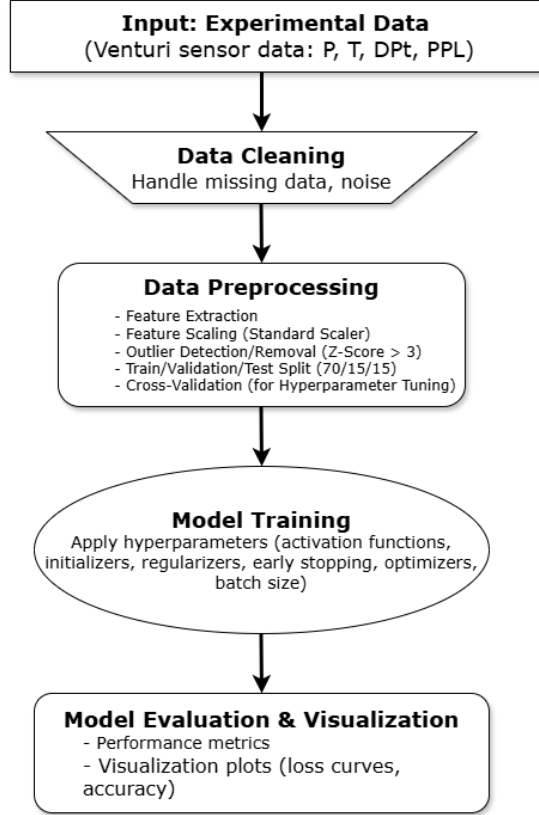 Input: Experimental Data
(Venturi sensor data: P, T, DPt, PPL)
Data Cleaning
Handle missing data, noise
Data Preprocessing
- Feature Extraction
- Feature Scaling (Standard Scaler)
- Outlier Detection/Removal (Z-Score > 3)
- Train/Validation/Test Split (70/15/15)
- Cross-Validation (for Hyperparameter Tuning)
Model Training
Apply hyperparameters (activation functions,
initializers, regularizers, early stopping, optimizers,
batch size)
Model Evaluation & Visualization
- Performance metrics
- Visualization plots (loss curves,
accuracy)